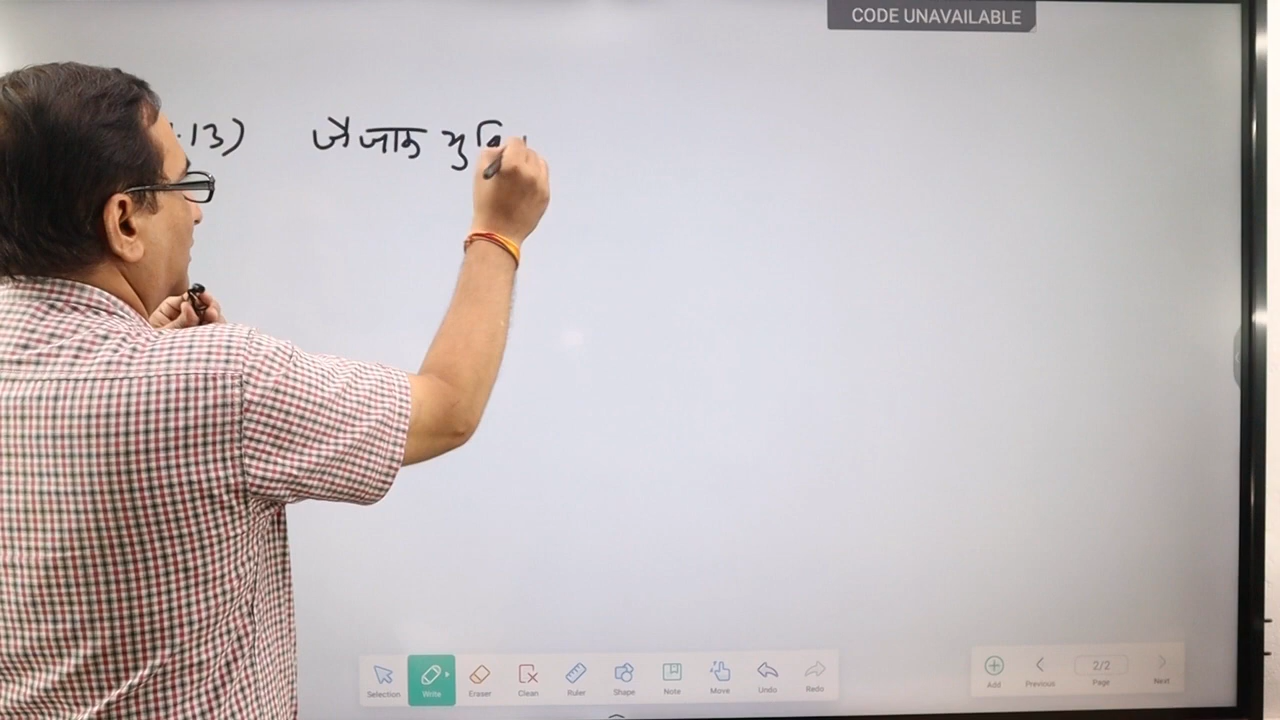 CODE UNAVAILABLE
13) जैजाक भु
Selection Write Eraser Clean Ruler Shape Note Move Undo Redo
Add Previous 2/2 Page Next